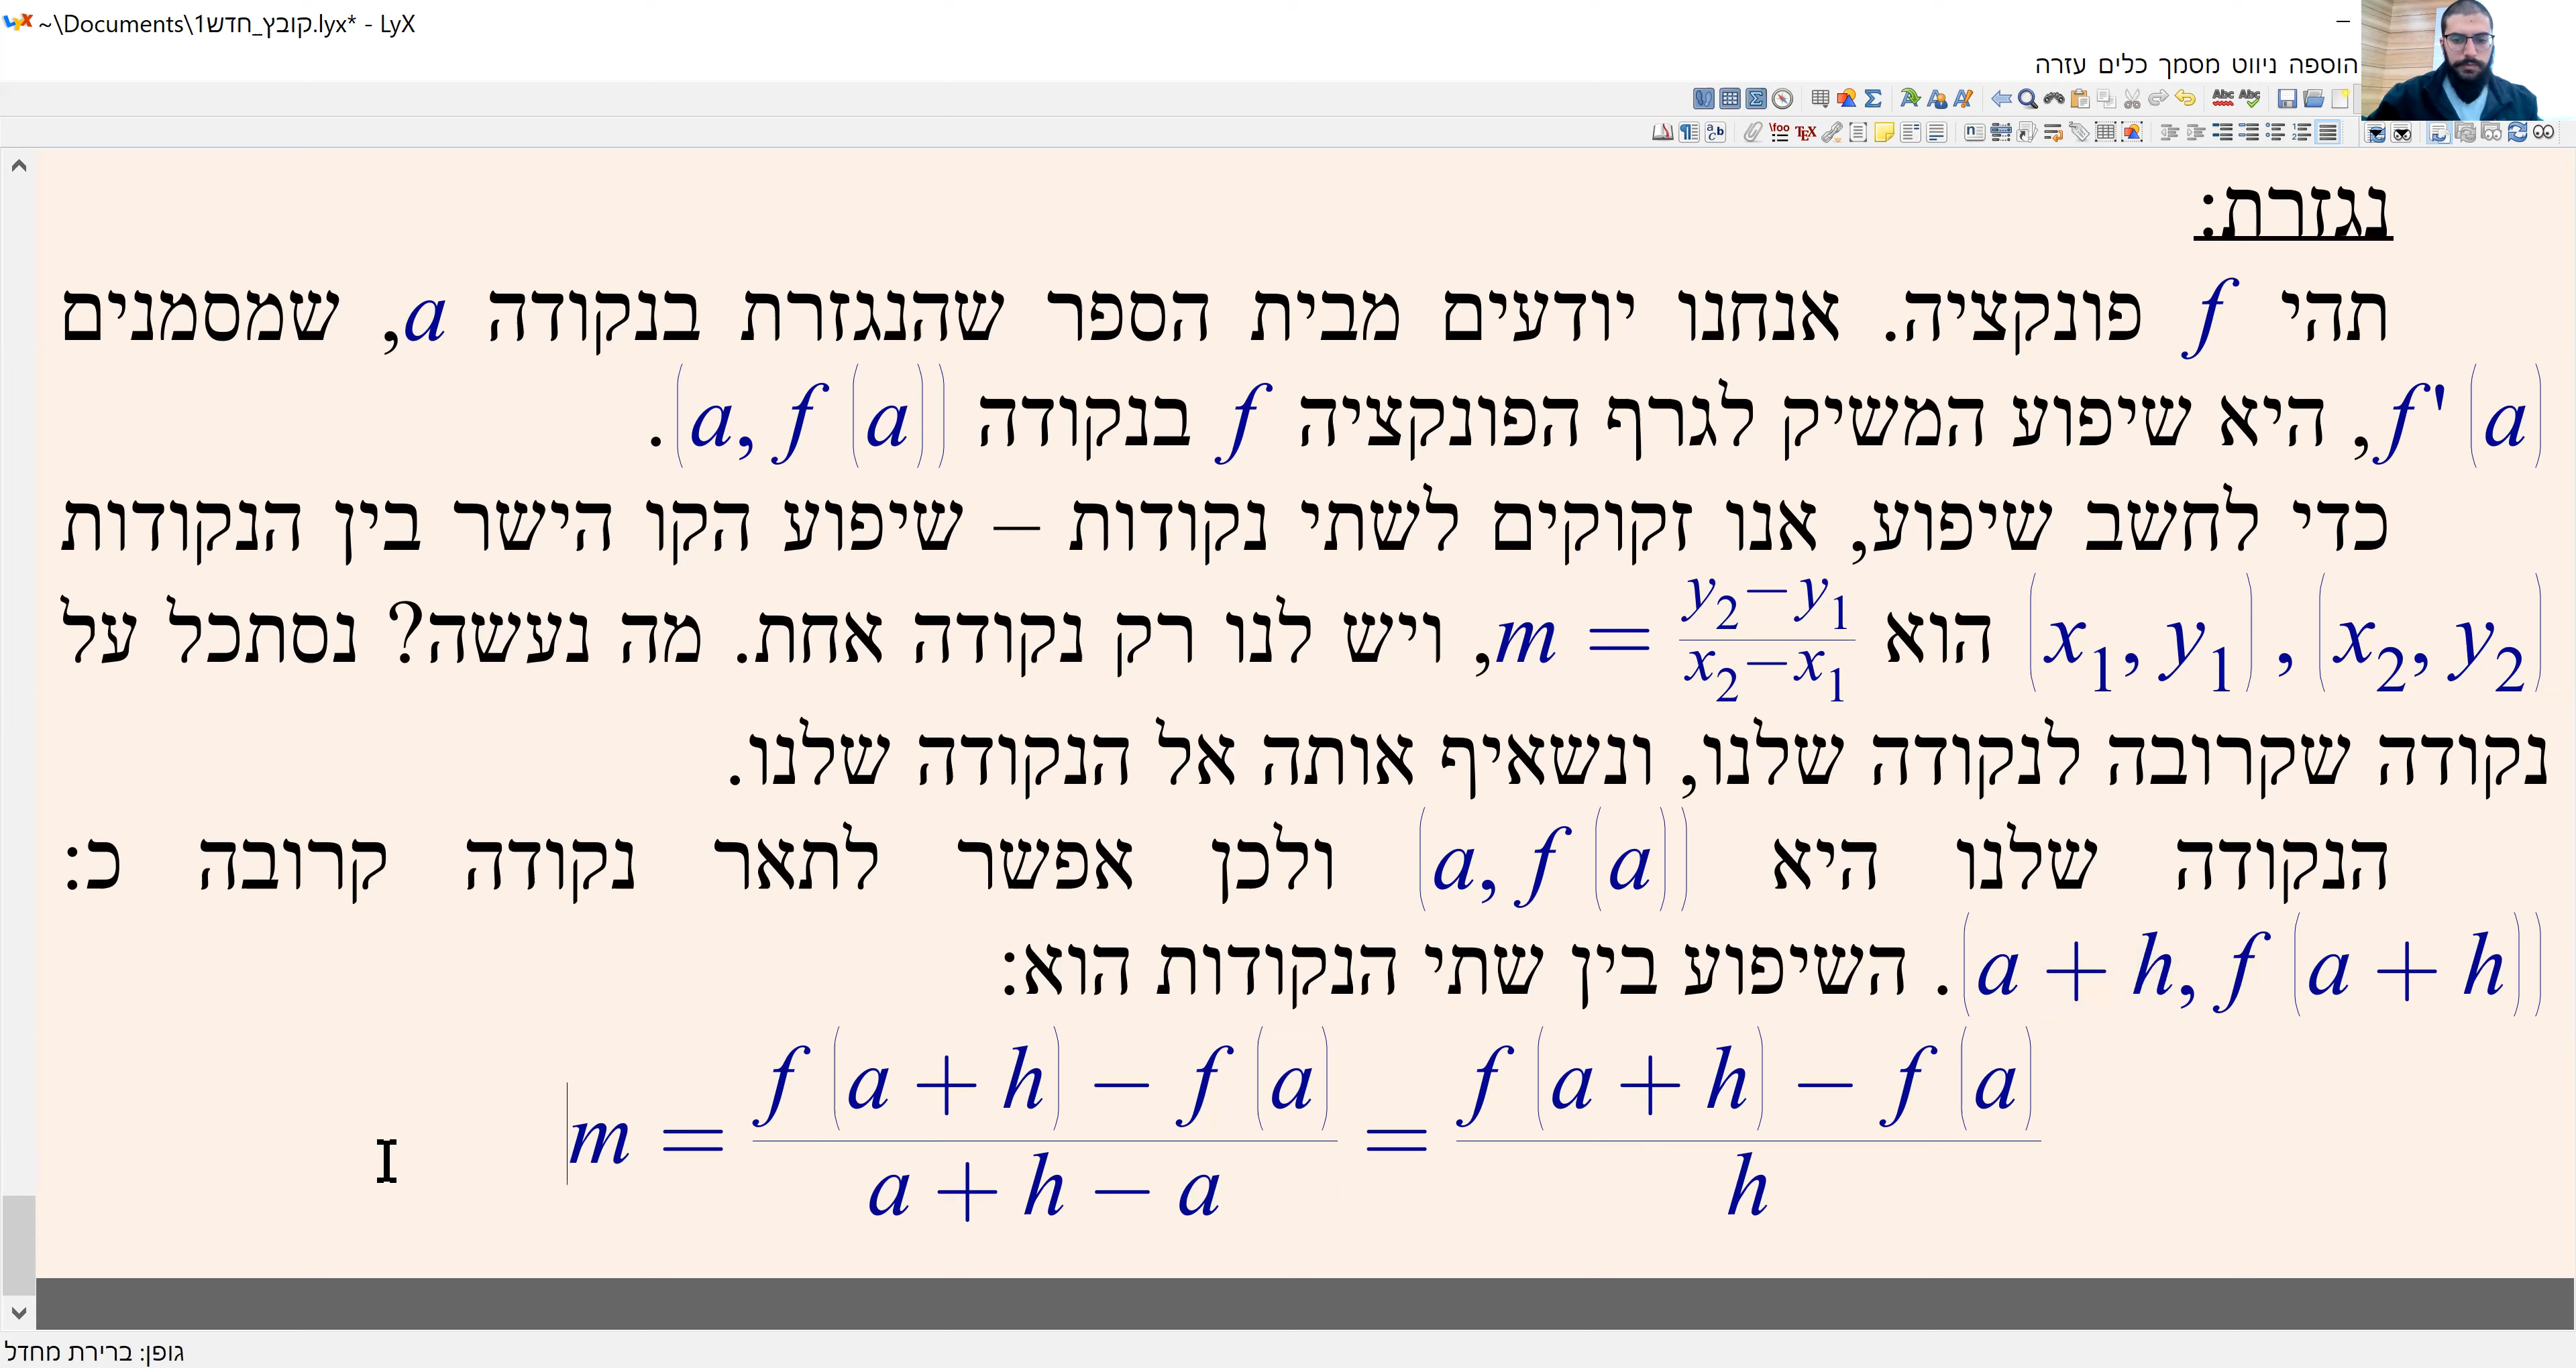 ~\Documents\קובץ_חדש1.lyx* - LyX
הוספה ניווט מסמך כלים עזרה
נגזרת:
תהי f פונקציה. אנחנו יודעים מבית הספר שהנגזרת בנקודה a, שמסמנים
f'(a), היא שיפוע המשיק לגרף הפונקציה f בנקודה (a, f(a)).
כדי לחשב שיפוע, אנו זקוקים לשתי נקודות – שיפוע הקו הישר בין הנקודות
(x₁, y₁), (x₂, y₂) הוא m = (y₂−y₁)/(x₂−x₁), ויש לנו רק נקודה אחת. מה נעשה? נסתכל על
נקודה שקרובה לנקודה שלנו, ונשאיף אותה אל הנקודה שלנו.
הנקודה שלנו היא (a, f(a)) ולכן אפשר לתאר נקודה קרובה כ:
(a + h, f(a + h)). השיפוע בין שתי הנקודות הוא:
m = (f(a + h) − f(a))/(a + h − a) = (f(a + h) − f(a))/h
גופן: ברירת מחדל